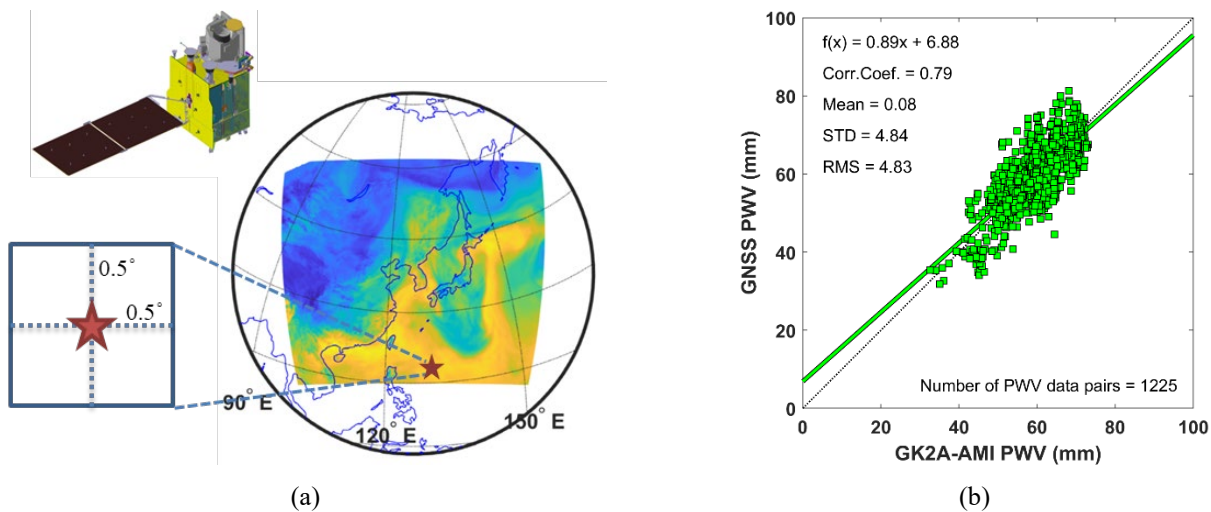 0.5°
0.5°
90° E
120° E
150° E
(a)
f(x) = 0.89x + 6.88
Corr.Coef. = 0.79
Mean = 0.08
STD = 4.84
RMS = 4.83
Number of PWV data pairs = 1225
100
80
60
40
20
0
GNSS PWV (mm)
0 20 40 60 80 100
GK2A-AMI PWV (mm)
(b)